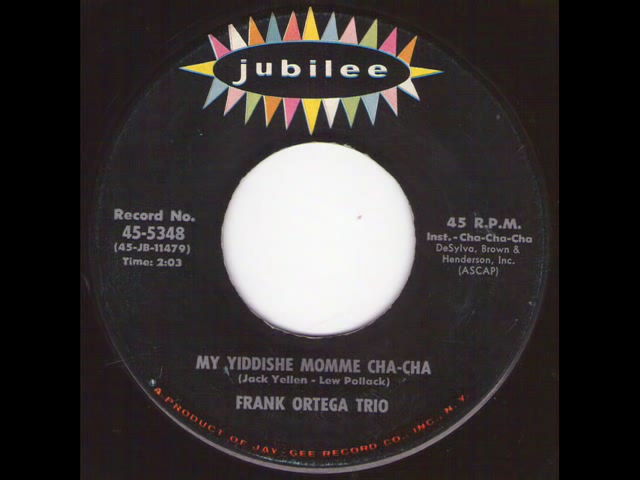 jubilee
Record No.
45-5348
(45-JB-11479)
Time: 2:03
45 R.P.M.
Inst.-Cha-Cha-Cha
DeSylva, Brown &
Henderson, Inc.
(ASCAP)
MY YIDDISHE MOMME CHA-CHA
(Jack Yellen - Lew Pollack)
FRANK ORTEGA TRIO
A PRODUCT OF JAY-GEE RECORD CO., INC., N.Y.